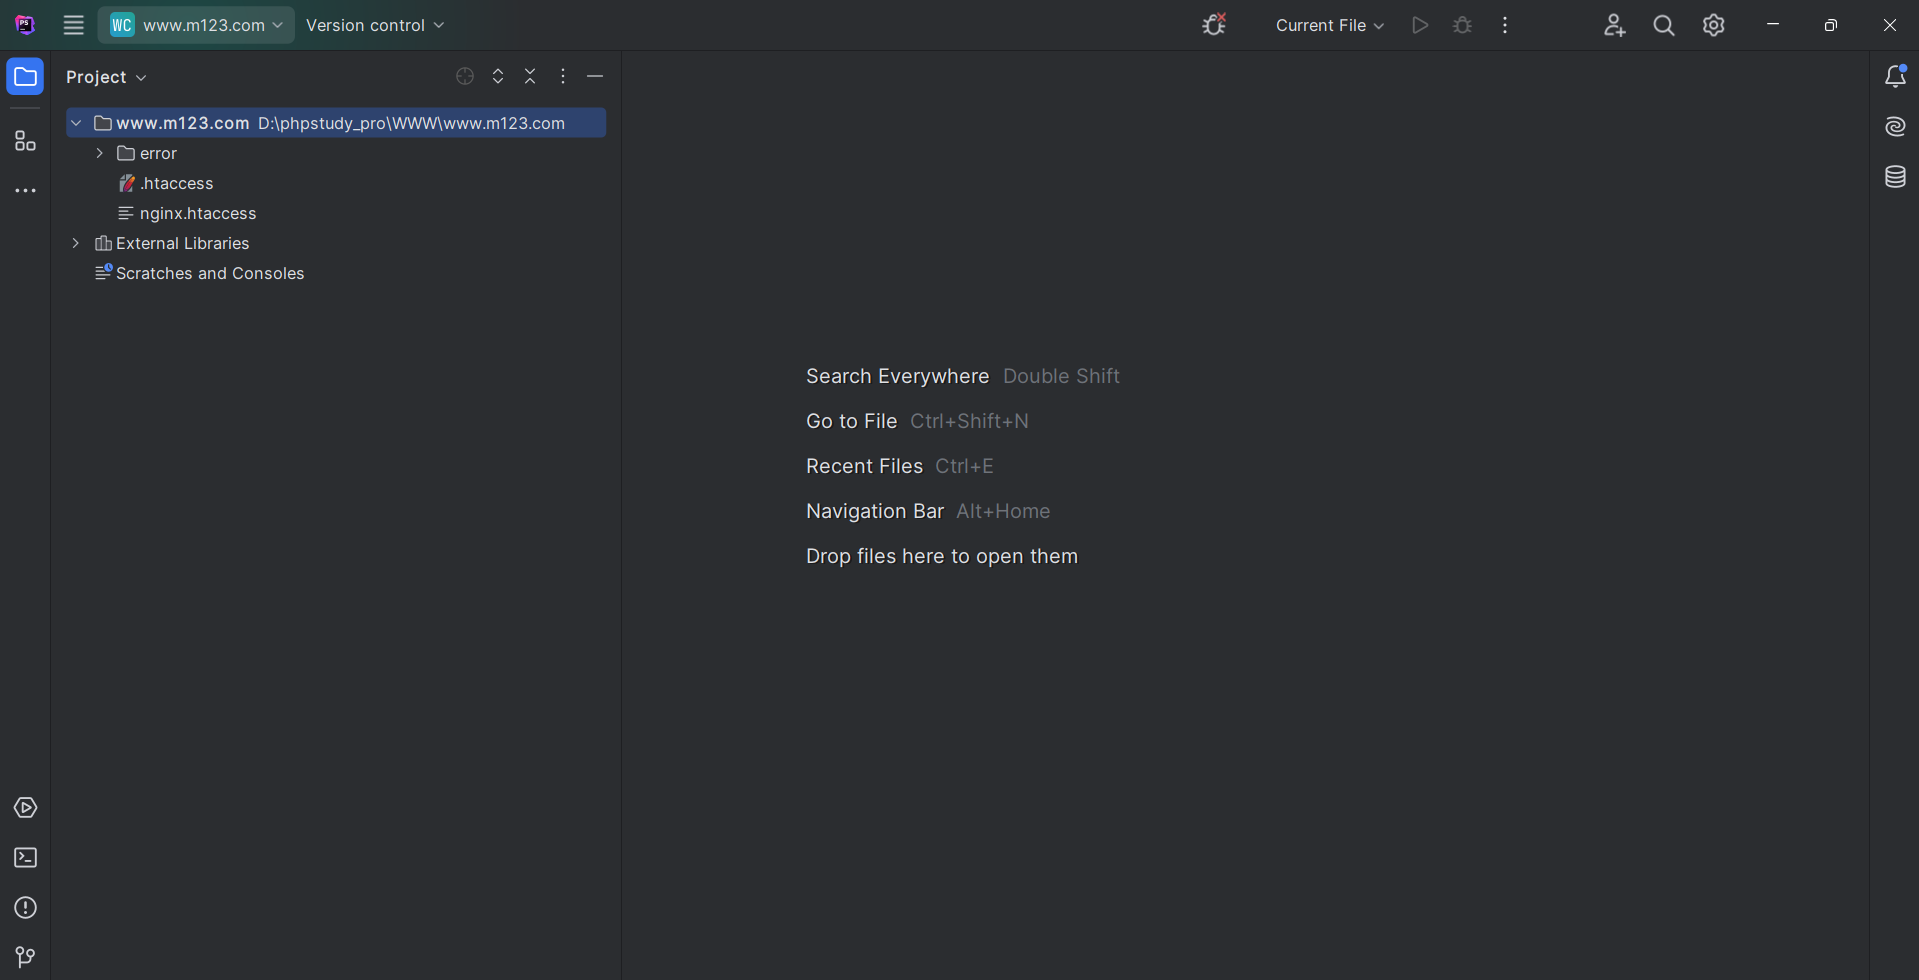 PS
WC www.m123.com Version control Current File
Project
www.m123.com D:\phpstudy_pro\WWW\www.m123.com
error
.htaccess
nginx.htaccess
External Libraries
Scratches and Consoles
Search Everywhere Double Shift
Go to File Ctrl+Shift+N
Recent Files Ctrl+E
Navigation Bar Alt+Home
Drop files here to open them